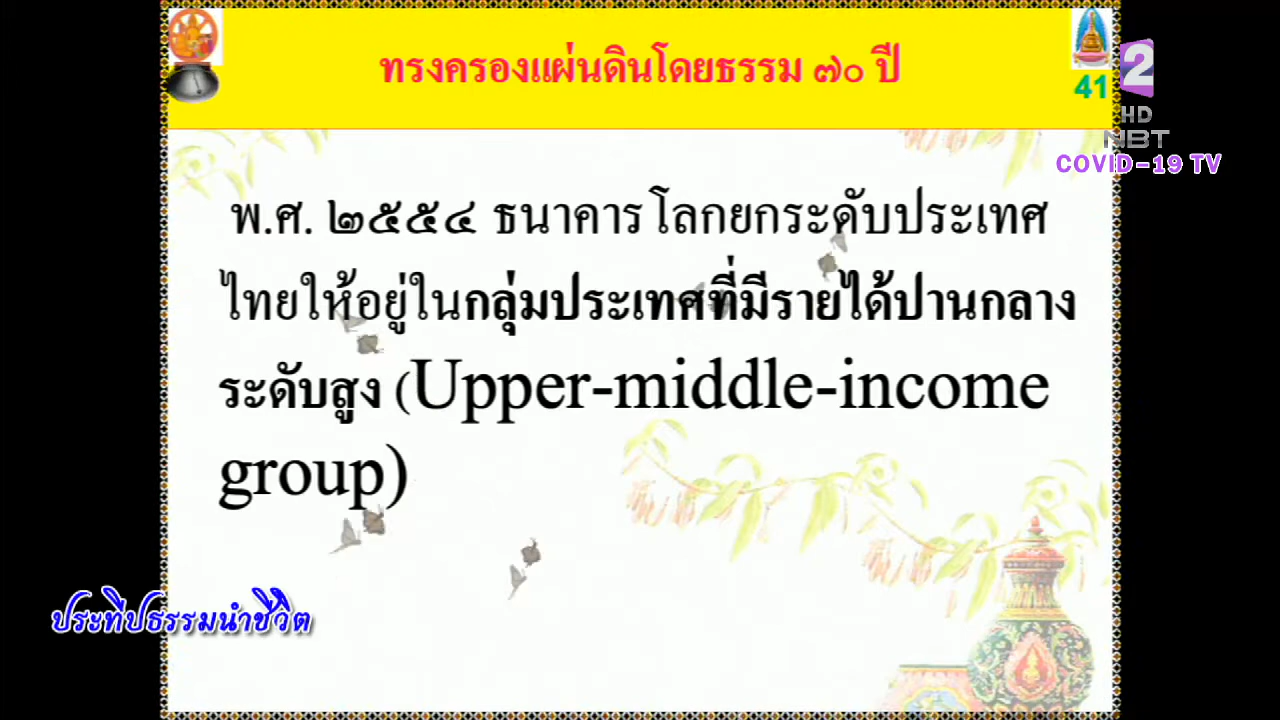 ทรงครองแผ่นดินโดยธรรม ๗๐ ปี
41
2
HD
NBT
COVID-19 TV
พ.ศ. ๒๕๕๔ ธนาคารโลกยกระดับประเทศ
ไทยให้อยู่ในกลุ่มประเทศที่มีรายได้ปานกลาง
ระดับสูง (Upper-middle-income
group)
ประทีปธรรมนำชีวิต